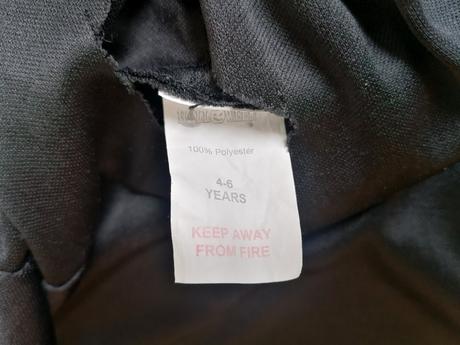 100% Polyester
4-6
YEARS
KEEP AWAY
FROM FIRE